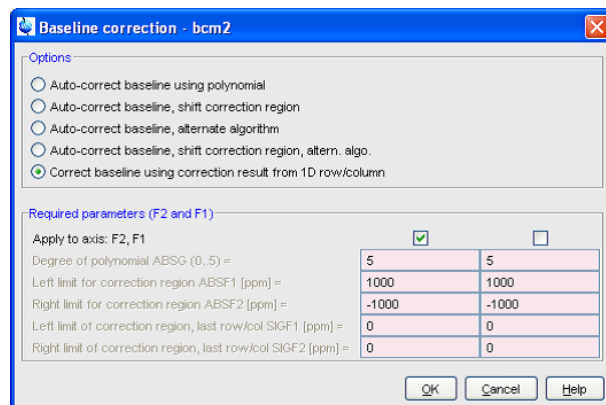 Baseline correction - bcm2
Options
Auto-correct baseline using polynomial
Auto-correct baseline, shift correction region
Auto-correct baseline, alternate algorithm
Auto-correct baseline, shift correction region, altern. algo.
Correct baseline using correction result from 1D row/column
Required parameters (F2 and F1)
Apply to axis: F2, F1
Degree of polynomial ABSG (0..5) = 5 5
Left limit for correction region ABSF1 [ppm] = 1000 1000
Right limit for correction region ABSF2 [ppm] = -1000 -1000
Left limit of correction region, last row/col SIGF1 [ppm] = 0 0
Right limit of correction region, last row/col SIGF2 [ppm] = 0 0
OK Cancel Help